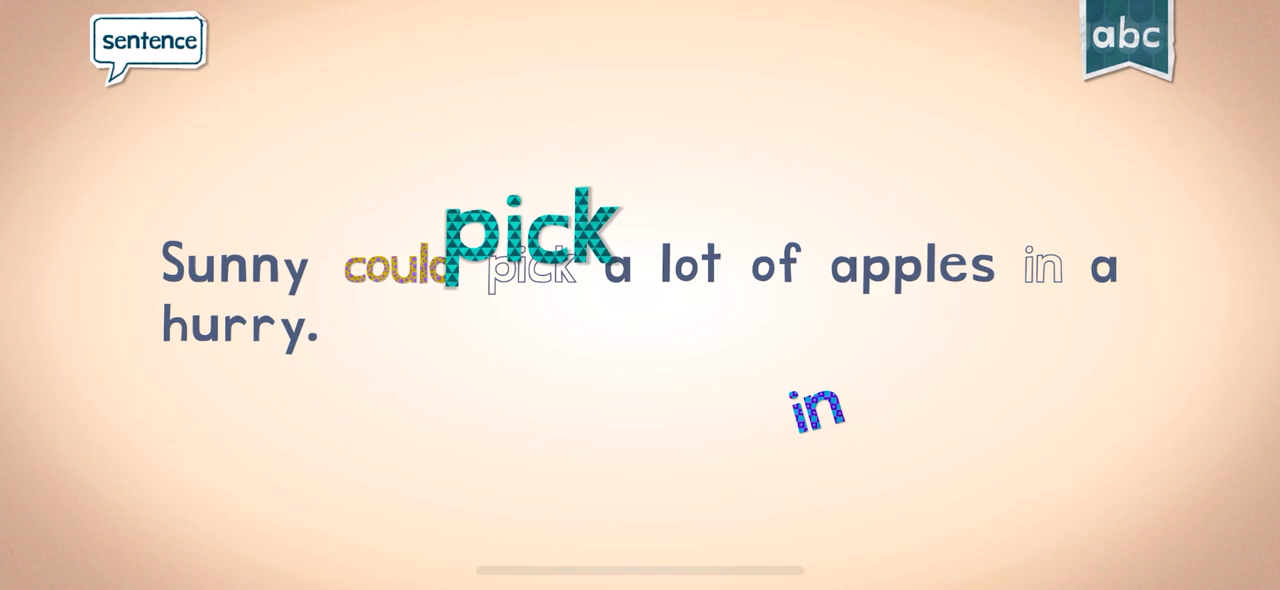 sentence
abc
pick
Sunny could pick a lot of apples in a
hurry.
in